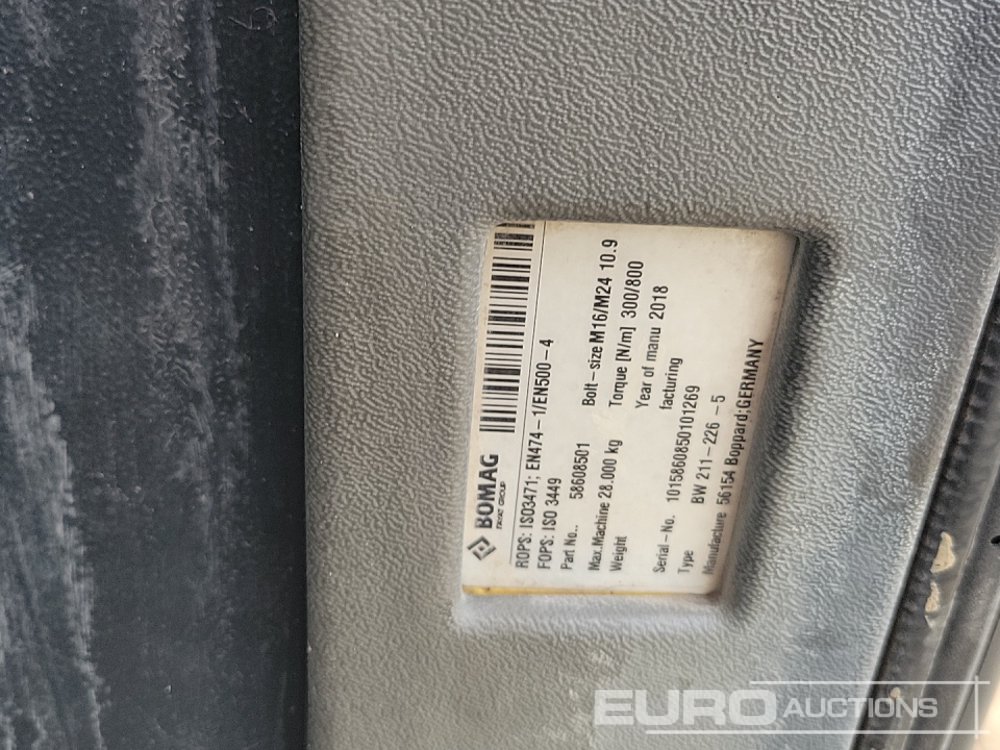 BOMAG
FAYAT GROUP
ROPS: ISO3471; EN474-1/EN500-4
FOPS: ISO 3449
Part No.. 58608501 Bolt-size M16/M24 10.9
Max.Machine 28.000 kg Torque [N/m] 300/800
Weight Year of manu 2018
facturing
Serial-No. 1015860850101269
Type BW 211-226 -5
Manufacture 56154 Boppard;GERMANY
EURO AUCTIONS